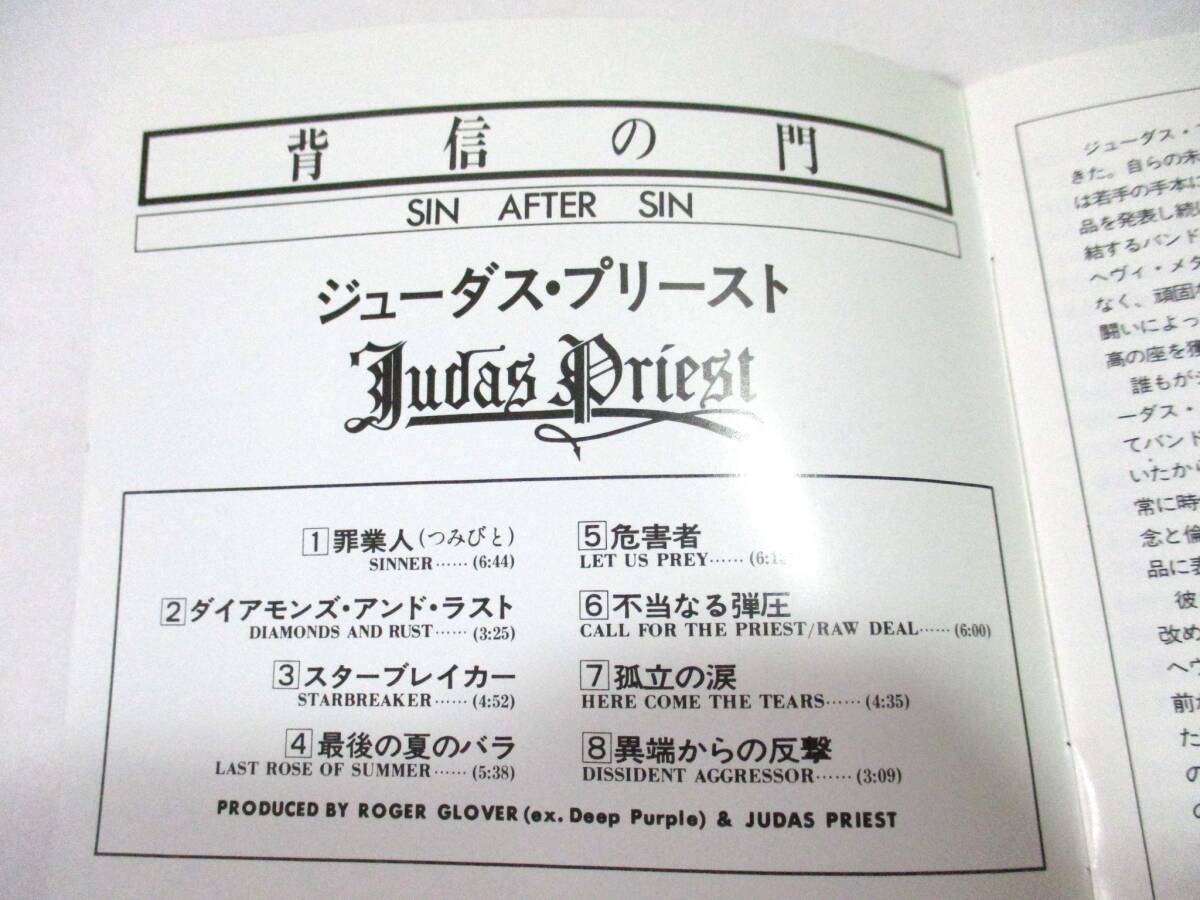 背信の門
SIN AFTER SIN
ジューダス・プリースト
Judas Priest
1 罪業人(つみびと)
SINNER…… (6:44)
2 ダイアモンズ・アンド・ラスト
DIAMONDS AND RUST…… (3:25)
3 スターブレイカー
STARBREAKER…… (4:52)
4 最後の夏のバラ
LAST ROSE OF SUMMER…… (5:38)
5 危害者
LET US PREY……
6 不当なる弾圧
CALL FOR THE PRIEST/RAW DEAL…… (6:00)
7 孤立の涙
HERE COME THE TEARS…… (4:35)
8 異端からの反撃
DISSIDENT AGGRESSOR…… (3:09)
PRODUCED BY ROGER GLOVER (ex. Deep Purple) & JUDAS PRIEST
ジューダス・
きた。自らの未
は若手の手本に
品を発表し続け
結するバンド
ヘヴィ・メタ
なく、頑固
闘いによっ
高の座を獲
誰もがジ
ーダス・
てバンド
いたから
常に時
念と倫
品に表
彼
改め
ヘヴ
前
た
の